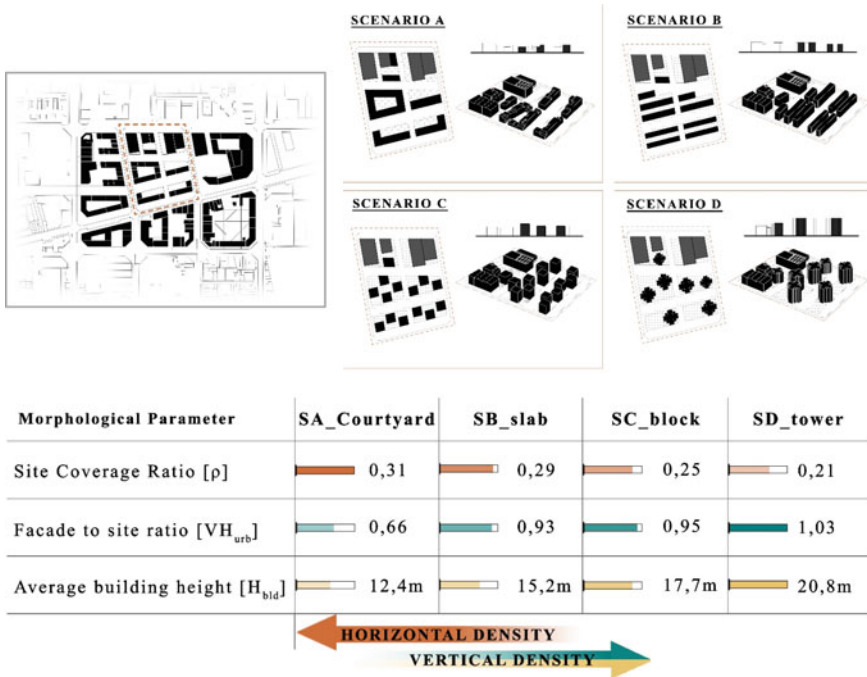 SCENARIO A
SCENARIO B
SCENARIO C
SCENARIO D
Morphological Parameter SA_Courtyard SB_slab SC_block SD_tower
Site Coverage Ratio [ρ] 0,31 0,29 0,25 0,21
Facade to site ratio [VHurb] 0,66 0,93 0,95 1,03
Average building height [Hbld] 12,4m 15,2m 17,7m 20,8m
HORIZONTAL DENSITY
VERTICAL DENSITY